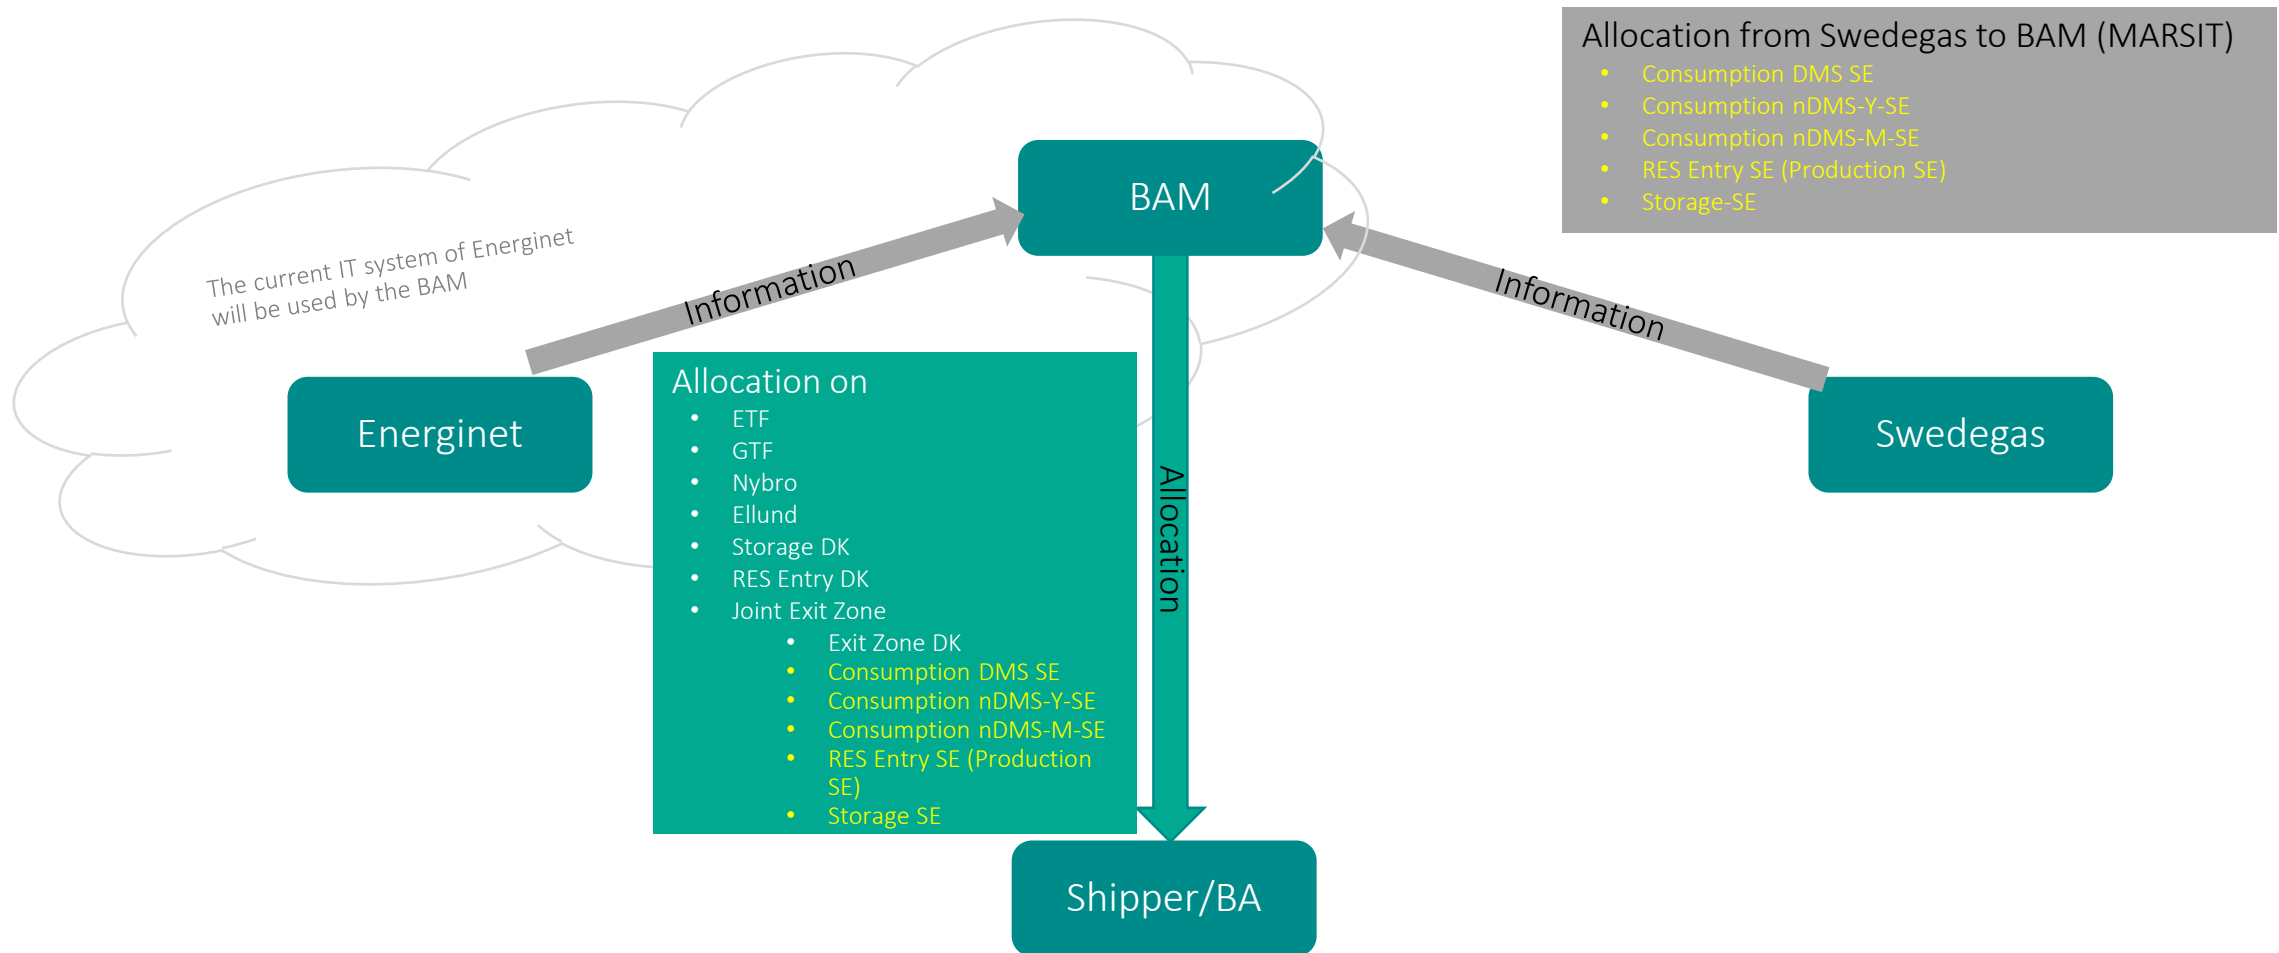 Allocation from Swedegas to BAM (MARSIT)
• Consumption DMS SE
• Consumption nDMS-Y-SE
• Consumption nDMS-M-SE
• RES Entry SE (Production SE)
• Storage-SE
BAM
The current IT system of Energinet
will be used by the BAM
Information
Information
Energinet
Swedegas
Allocation on
• ETF
• GTF
• Nybro
• Ellund
• Storage DK
• RES Entry DK
• Joint Exit Zone
• Exit Zone DK
• Consumption DMS SE
• Consumption nDMS-Y-SE
• Consumption nDMS-M-SE
• RES Entry SE (Production
SE)
• Storage SE
Allocation
Shipper/BA